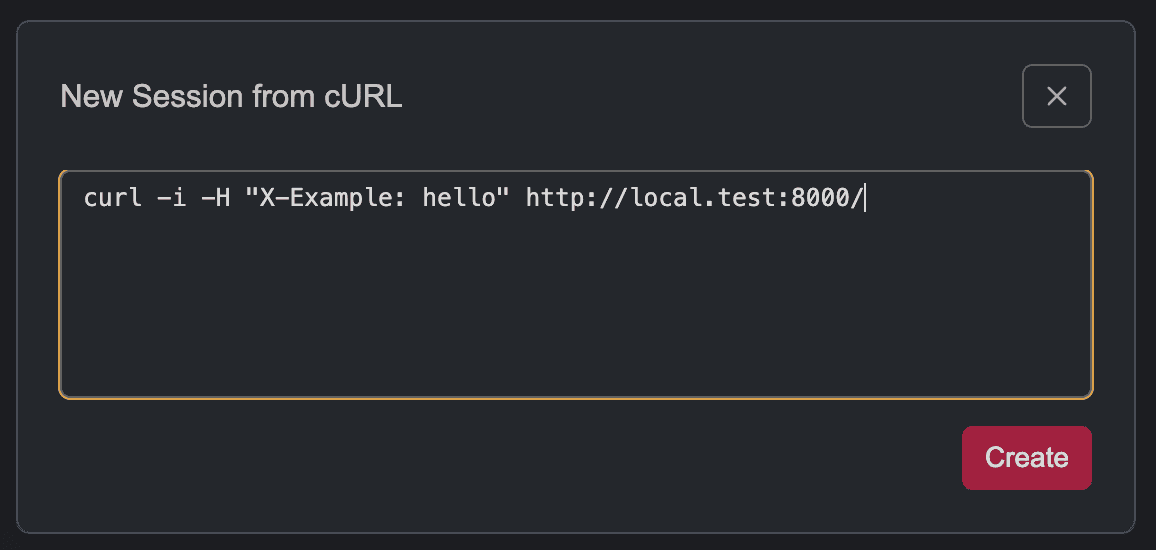 New Session from cURL
curl -i -H "X-Example: hello" http://local.test:8000/
Create